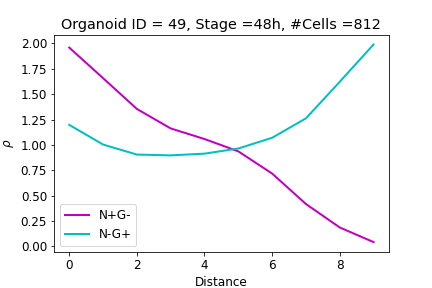 Organoid ID = 49, Stage =48h, #Cells =812
2.00
1.75
1.50
1.25
1.00
0.75
0.50
0.25
0.00
ρ
N+G-
N-G+
0 2 4 6 8
Distance